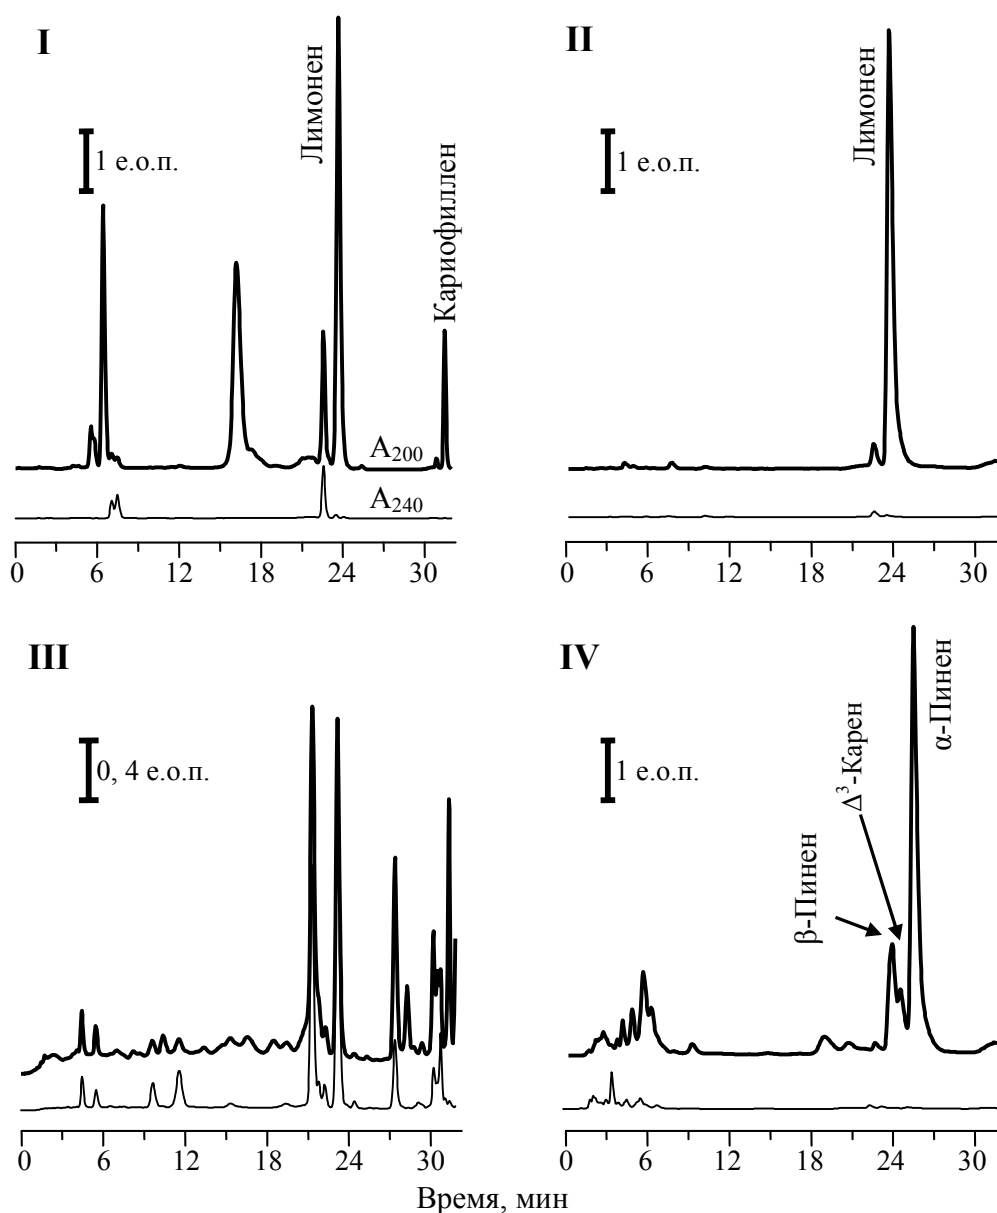 I
Лимонен
1 е.о.п.
Кариофиллен
A₂₀₀
A₂₄₀
0 6 12 18 24 30
II
Лимонен
1 е.о.п.
0 6 12 18 24 30
III
0, 4 е.о.п.
0 6 12 18 24 30
IV
1 е.о.п.
β-Пинен
Δ³-Карен
α-Пинен
0 6 12 18 24 30
Время, мин